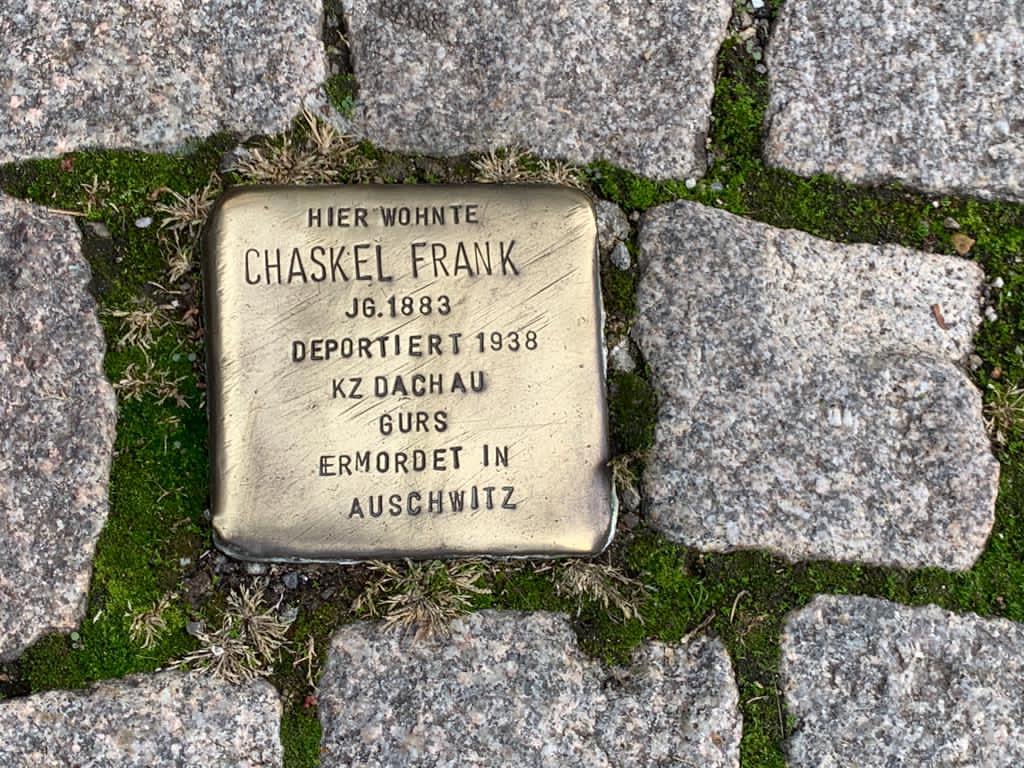 HIER WOHNTE
CHASKEL FRANK
JG. 1883
DEPORTIERT 1938
KZ DACHAU
GURS
ERMORDET IN
AUSCHWITZ